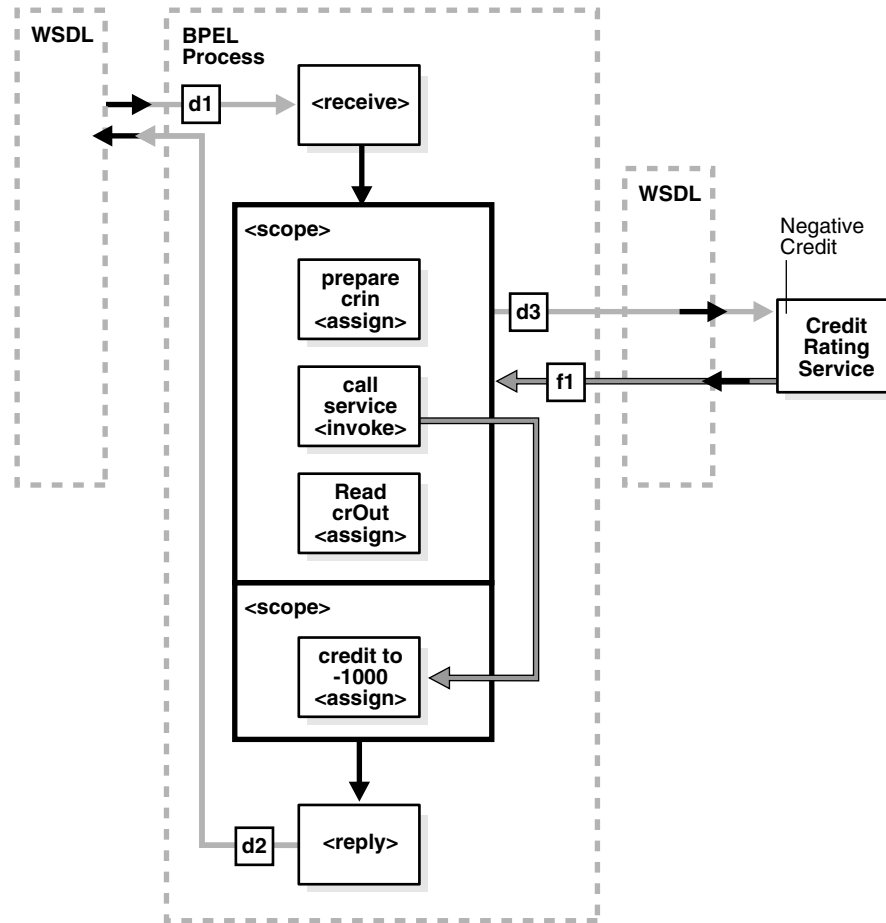 WSDL
BPEL
Process
d1
<receive>
<scope>
prepare
crin
<assign>
call
service
<invoke>
Read
crOut
<assign>
<scope>
credit to
-1000
<assign>
d2
<reply>
WSDL
d3
f1
Negative
Credit
Credit
Rating
Service